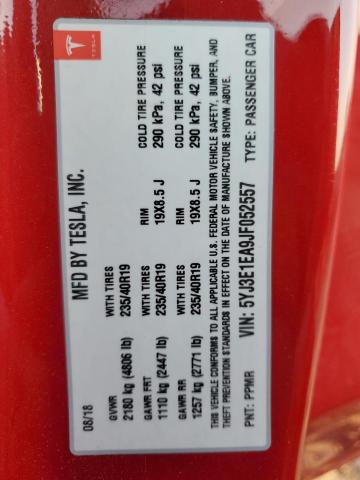 TESLA
MFD BY TESLA, INC.
08/18
GVWR WITH TIRES RIM COLD TIRE PRESSURE
2180 kg (4806 lb) 235/40R19 19X8.5 J 290 kPa, 42 psi
GAWR FRT WITH TIRES RIM COLD TIRE PRESSURE
1110 kg (2447 lb) 235/40R19 19X8.5 J 290 kPa, 42 psi
GAWR RR WITH TIRES
1257 kg (2771 lb) 235/40R19
THIS VEHICLE CONFORMS TO ALL APPLICABLE U.S. FEDERAL MOTOR VEHICLE SAFETY, BUMPER, AND
THEFT PREVENTION STANDARDS IN EFFECT ON THE DATE OF MANUFACTURE SHOWN ABOVE.
VIN: 5YJ3E1EA9JF052557
PNT: PPMR TYPE: PASSENGER CAR